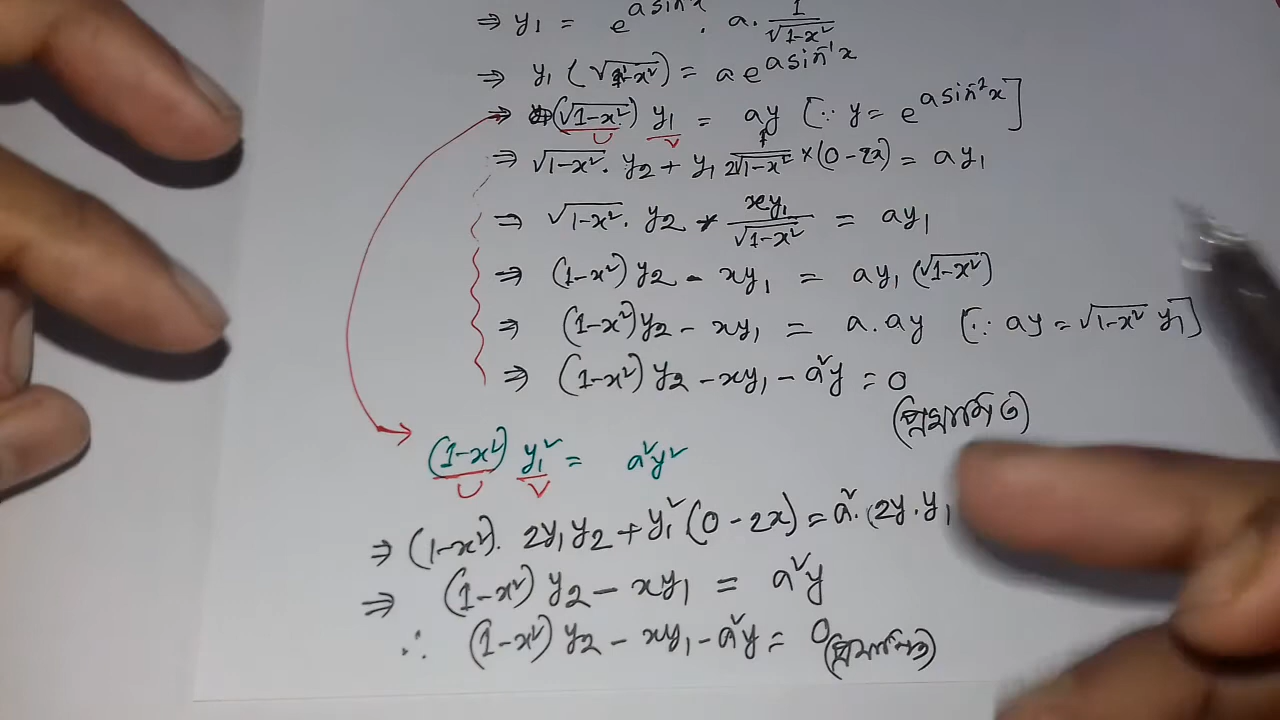 ⇒ y₁ = e^(a sin⁻¹x) . a. 1/√(1-x²)
⇒ y₁ (√(1-x²)) = a e^(a sin⁻¹x)
⇒ (√(1-x²)) y₁ = ay [∵ y = e^(a sin⁻¹x)]
⇒ √(1-x²). y₂ + y₁ 1/(2√(1-x²)) × (0-2x) = ay₁
⇒ √(1-x²). y₂ - xy₁/√(1-x²) = ay₁
⇒ (1-x²) y₂ - xy₁ = ay₁ (√(1-x²))
⇒ (1-x²)y₂ - xy₁ = a. ay [∵ ay = √(1-x²) y₁]
⇒ (1-x²) y₂ - xy₁ - a²y = 0
(প্রমাণিত)
(1-x²) y₁² = a²y²
U V
⇒ (1-x²). 2y₁y₂ + y₁² (0-2x) = a². (2y. y₁
⇒ (1-x²) y₂ - xy₁ = a²y
∴ (1-x²) y₂ - xy₁ - a²y = 0 (প্রমাণিত)